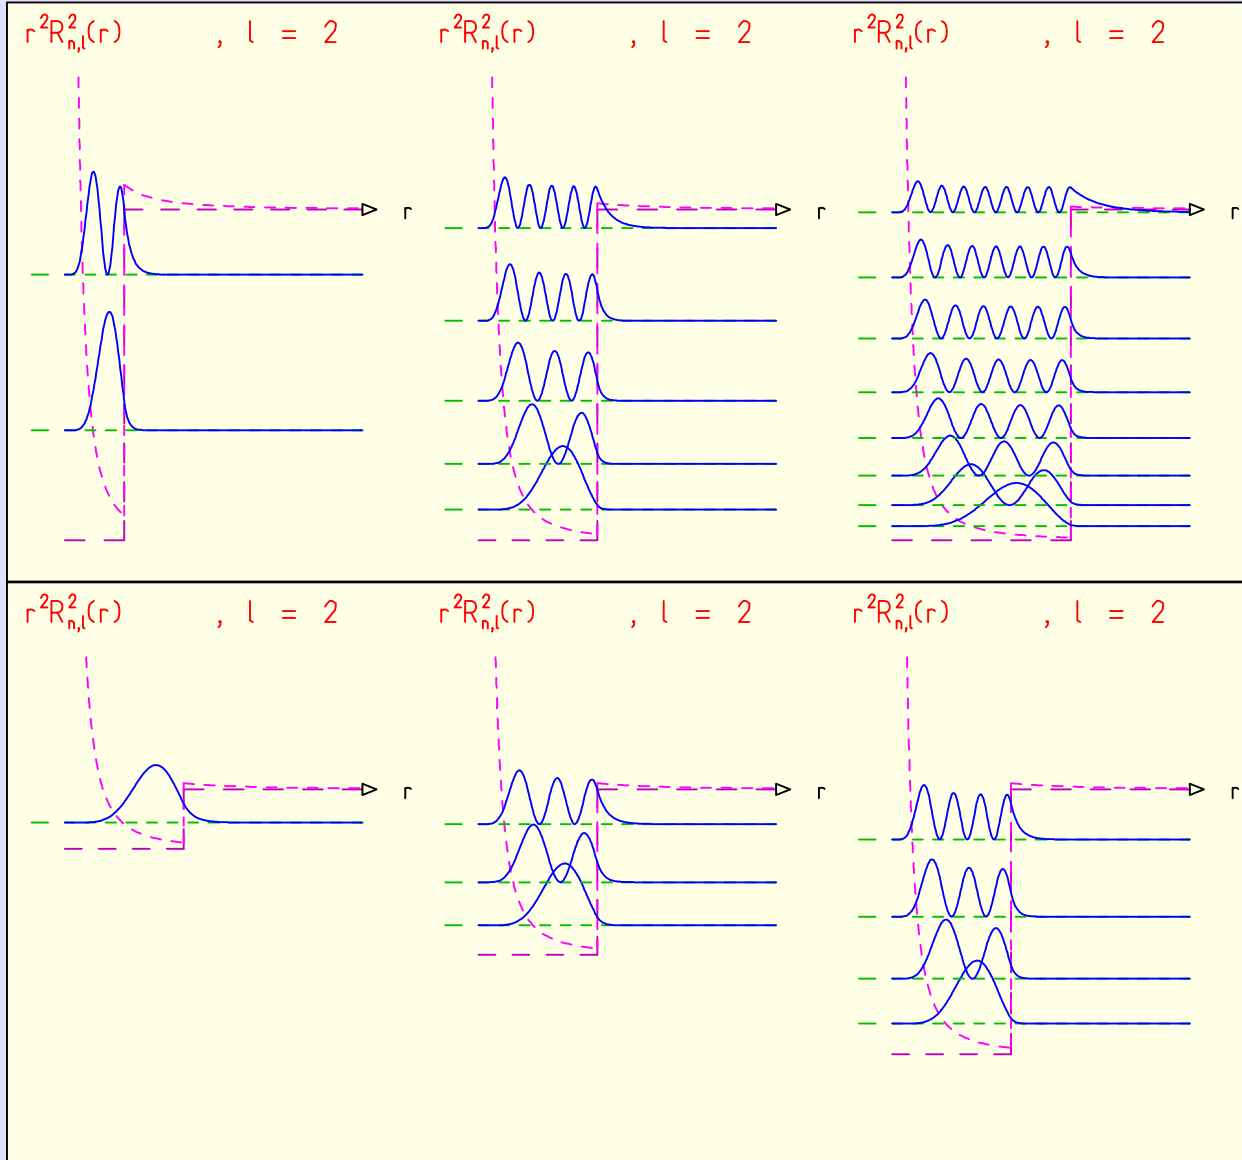 r²R²ₙ,ₗ(r) , l = 2
r²R²ₙ,ₗ(r) , l = 2
r²R²ₙ,ₗ(r) , l = 2
r
r
r
r²R²ₙ,ₗ(r) , l = 2
r²R²ₙ,ₗ(r) , l = 2
r²R²ₙ,ₗ(r) , l = 2
r
r
r